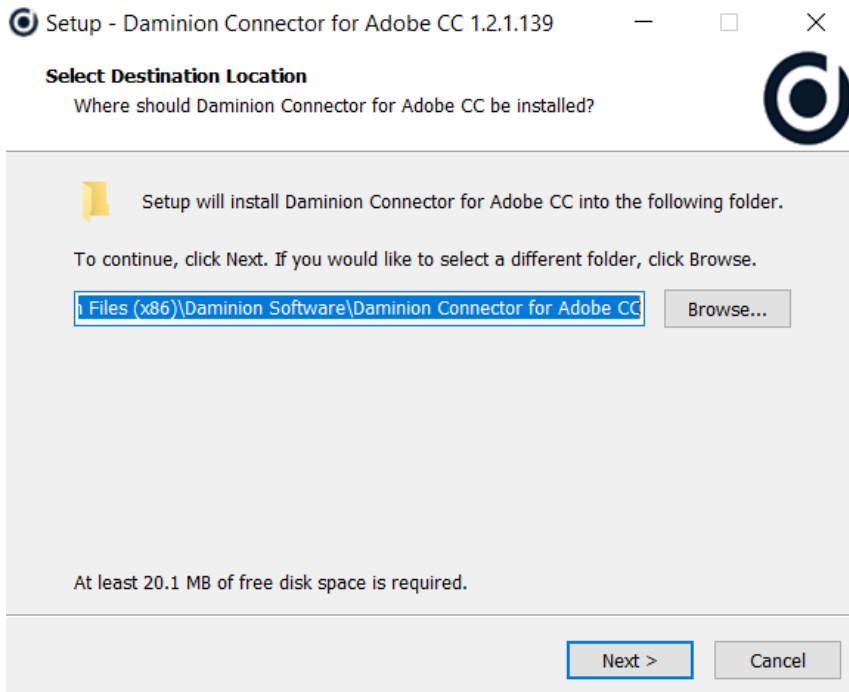 Setup - Daminion Connector for Adobe CC 1.2.1.139
Select Destination Location
Where should Daminion Connector for Adobe CC be installed?
Setup will install Daminion Connector for Adobe CC into the following folder.
To continue, click Next. If you would like to select a different folder, click Browse.
Files (x86)\Daminion Software\Daminion Connector for Adobe CC
Browse...
At least 20.1 MB of free disk space is required.
Next >
Cancel